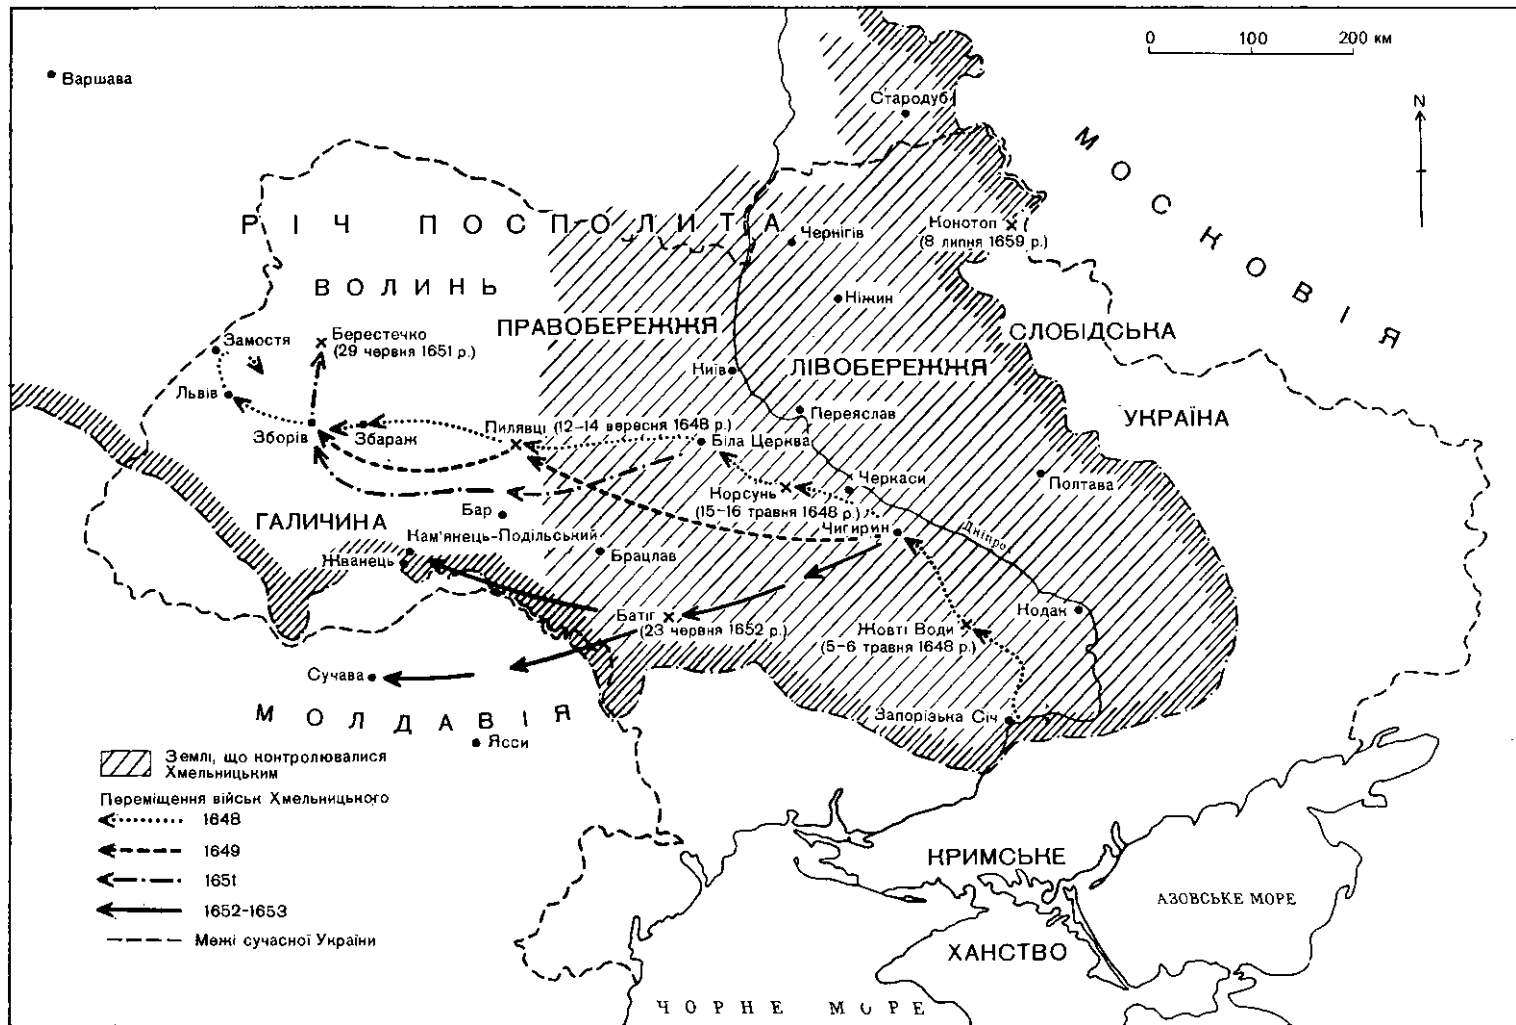 0 100 200 км
Варшава
Стародуб
N
МОСКОВІЯ
РІЧ ПОСПОЛИТА
Чернігів
Конотоп
(8 липня 1659 р.)
ВОЛИНЬ
Ніжин
ПРАВОБЕРЕЖЖЯ
СЛОБІДСЬКА
Замостя
Берестечко
(29 червня 1651 р.)
Київ
ЛІВОБЕРЕЖЖЯ
Львів
Переяслав
УКРАЇНА
Зборів
Збараж
Пилявці (12–14 вересня 1648 р.)
Біла Церква
Черкаси
Полтава
Корсунь
(15–16 травня 1648 р.)
Бар
ГАЛИЧИНА
Чигирин
Дніпро
Кам'янець-Подільський
Жванець
Брацлав
Батіг
(23 червня 1652 р.)
Кодак
Жовті Води
(5–6 травня 1648 р.)
Сучава
МОЛДАВІЯ
Запорізька Січ
Ясси
Землі, що контролювалися
Хмельницьким
Переміщення військ Хмельницького
1648
1649
1651
1652–1653
Межі сучасної України
КРИМСЬКЕ
ХАНСТВО
АЗОВСЬКЕ МОРЕ
ЧОРНЕ МОРЕ